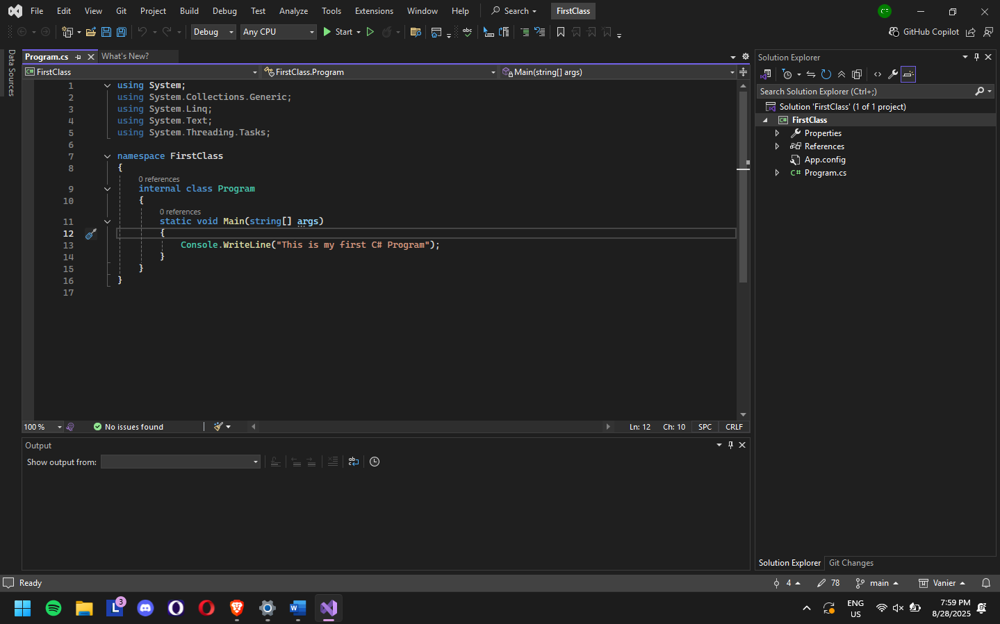 File Edit View Git Project Build Debug Test Analyze Tools Extensions Window Help Search FirstClass
Debug Any CPU Start GitHub Copilot
Data Sources
Program.cs What's New?
FirstClass FirstClass.Program Main(string[] args)
1 using System;
2 using System.Collections.Generic;
3 using System.Linq;
4 using System.Text;
5 using System.Threading.Tasks;
6
7 namespace FirstClass
8 {
0 references
9 internal class Program
10 {
0 references
11 static void Main(string[] args)
12 {
13 Console.WriteLine("This is my first C# Program");
14 }
15 }
16 }
17
100 % No issues found Ln: 12 Ch: 10 SPC CRLF
Output
Show output from:
Solution Explorer
Search Solution Explorer (Ctrl+;)
Solution 'FirstClass' (1 of 1 project)
C# FirstClass
Properties
References
App.config
C# Program.cs
Solution Explorer Git Changes
Ready 4 78 main Vanier
3
ENG
US
7:59 PM
8/28/2025